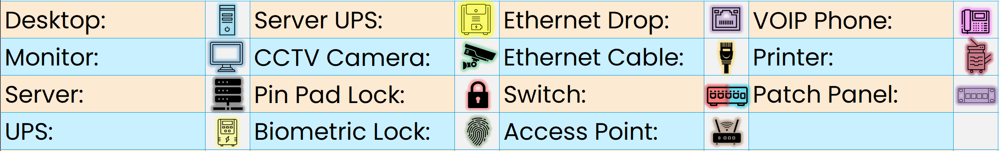 Desktop: Server UPS: Ethernet Drop: VOIP Phone:
Monitor: CCTV Camera: Ethernet Cable: Printer:
Server: Pin Pad Lock: Switch: Patch Panel:
UPS: Biometric Lock: Access Point: